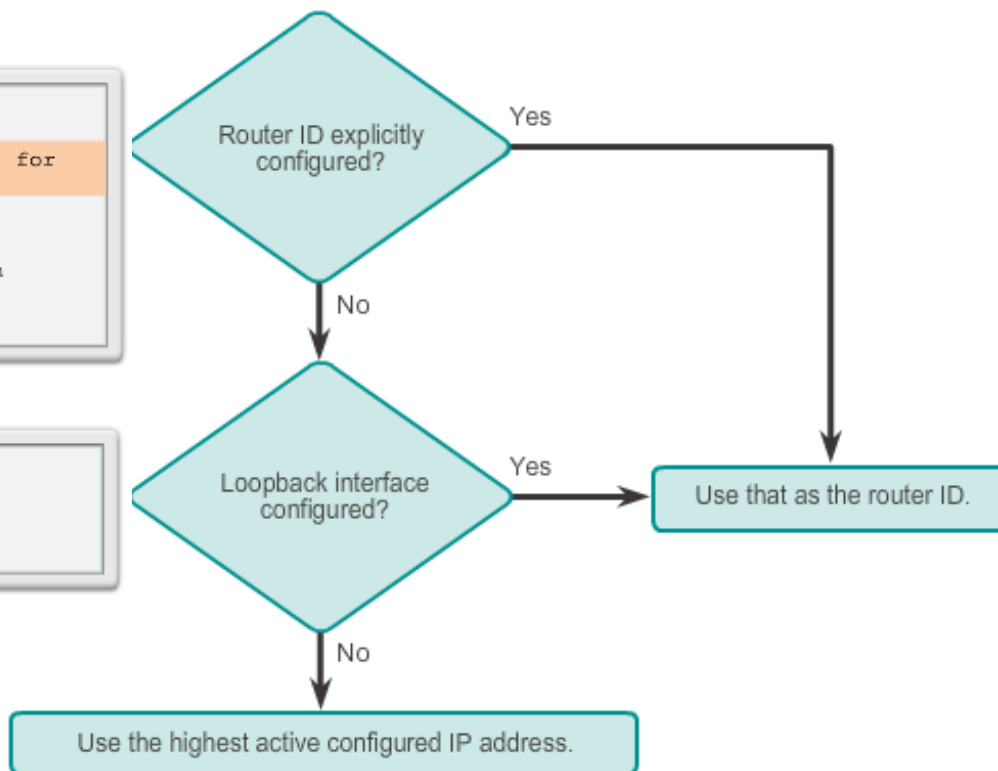 Router ID explicitly
configured?
Yes
for
No
Loopback interface
configured?
Yes
Use that as the router ID.
No
Use the highest active configured IP address.